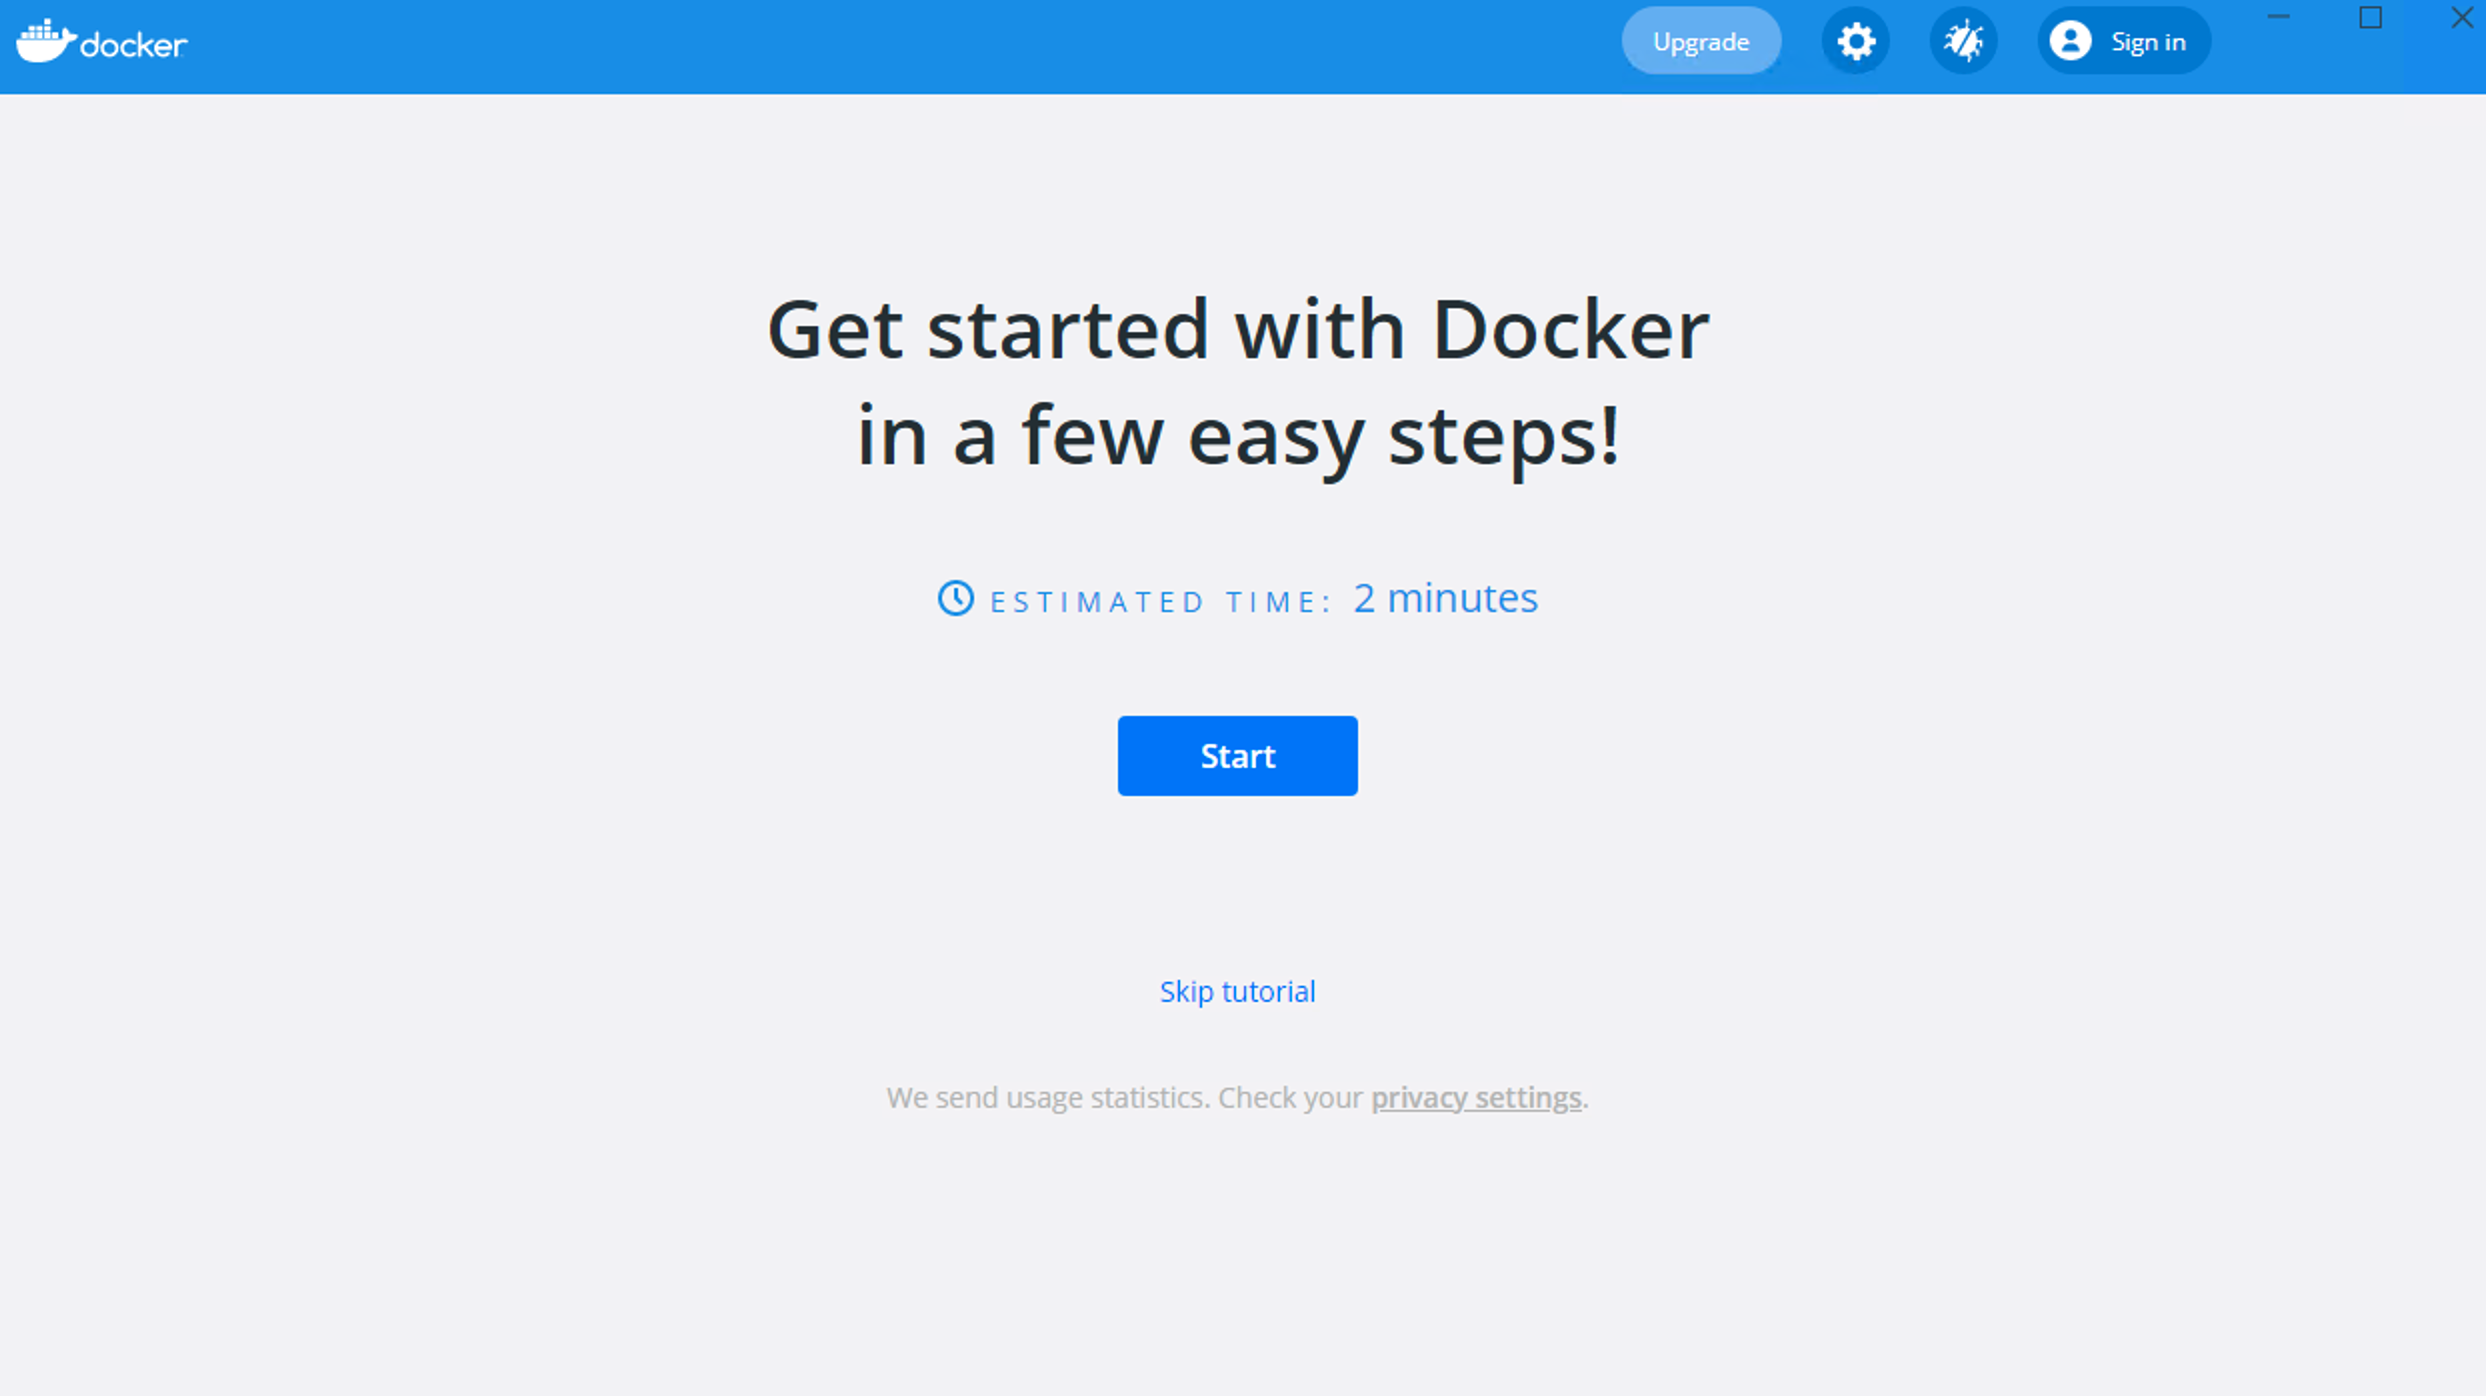 docker
Upgrade
Sign in
Get started with Docker
in a few easy steps!
ESTIMATED TIME: 2 minutes
Start
Skip tutorial
We send usage statistics. Check your privacy settings.